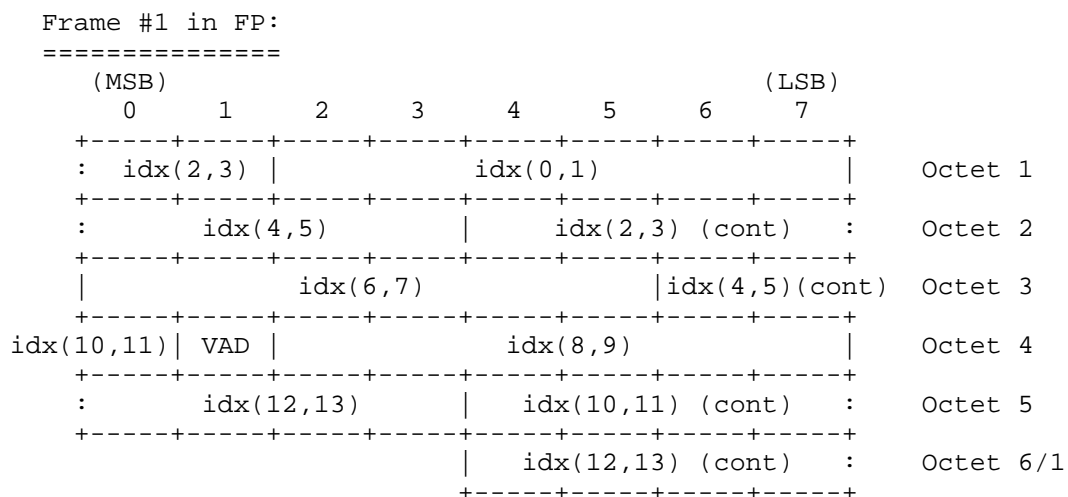 Frame #1 in FP:
===============
(MSB) (LSB)
0 1 2 3 4 5 6 7
+-----+-----+-----+-----+-----+-----+-----+-----+
: idx(2,3) | idx(0,1) | Octet 1
+-----+-----+-----+-----+-----+-----+-----+-----+
: idx(4,5) | idx(2,3) (cont) : Octet 2
+-----+-----+-----+-----+-----+-----+-----+-----+
| idx(6,7) |idx(4,5)(cont) Octet 3
+-----+-----+-----+-----+-----+-----+-----+-----+
idx(10,11)| VAD | idx(8,9) | Octet 4
+-----+-----+-----+-----+-----+-----+-----+-----+
: idx(12,13) | idx(10,11) (cont) : Octet 5
+-----+-----+-----+-----+-----+-----+-----+-----+
| idx(12,13) (cont) : Octet 6/1
+-----+-----+-----+-----+